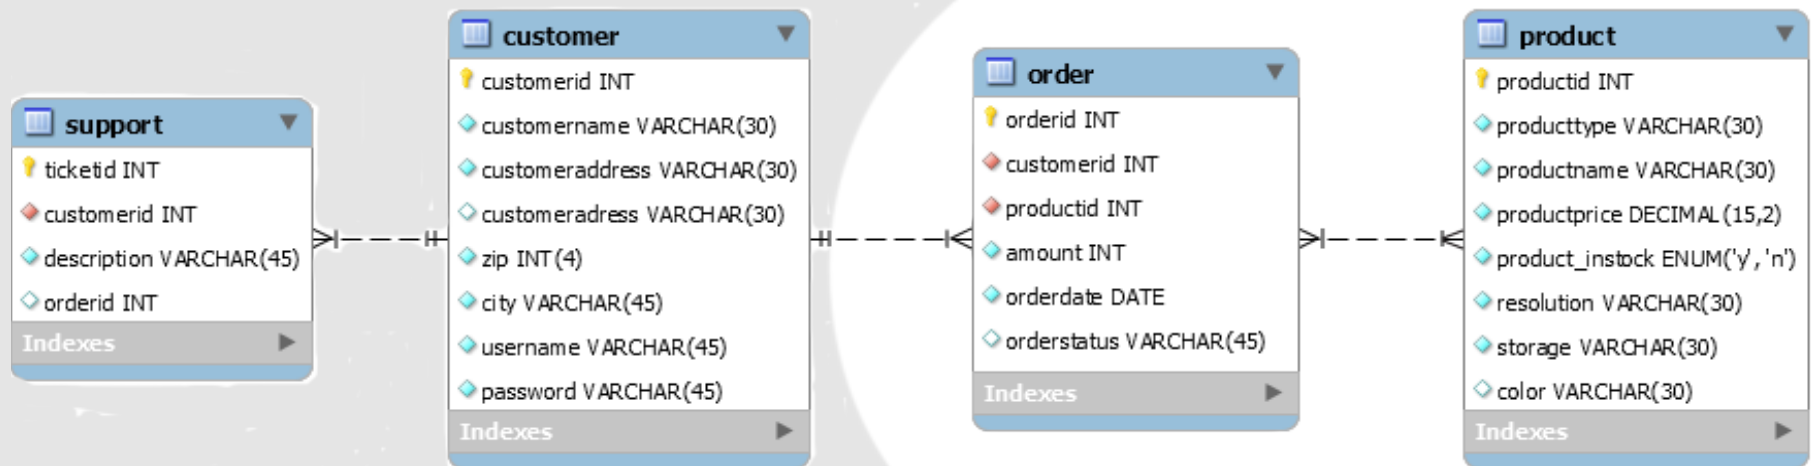 support
ticketid INT
customerid INT
description VARCHAR(45)
orderid INT
Indexes
customer
customerid INT
customername VARCHAR(30)
customeraddress VARCHAR(30)
customeradress VARCHAR(30)
zip INT(4)
city VARCHAR(45)
username VARCHAR(45)
password VARCHAR(45)
Indexes
order
orderid INT
customerid INT
productid INT
amount INT
orderdate DATE
orderstatus VARCHAR(45)
Indexes
product
productid INT
producttype VARCHAR(30)
productname VARCHAR(30)
productprice DECIMAL(15,2)
product_instock ENUM('y', 'n')
resolution VARCHAR(30)
storage VARCHAR(30)
color VARCHAR(30)
Indexes